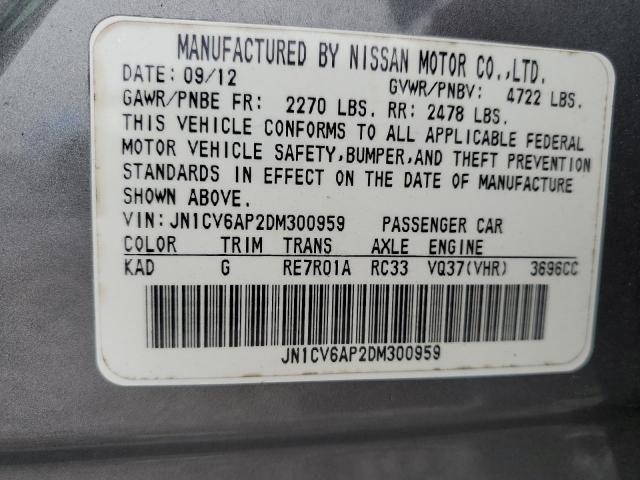 MANUFACTURED BY NISSAN MOTOR CO.,LTD.
DATE: 09/12 GVWR/PNBV: 4722 LBS.
GAWR/PNBE FR: 2270 LBS. RR: 2478 LBS.
THIS VEHICLE CONFORMS TO ALL APPLICABLE FEDERAL
MOTOR VEHICLE SAFETY,BUMPER,AND THEFT PREVENTION
STANDARDS IN EFFECT ON THE DATE OF MANUFACTURE
SHOWN ABOVE.
VIN:JN1CV6AP2DM300959 PASSENGER CAR
COLOR TRIM TRANS AXLE ENGINE
KAD G RE7R01A RC33 VQ37(VHR) 3696CC
JN1CV6AP2DM300959